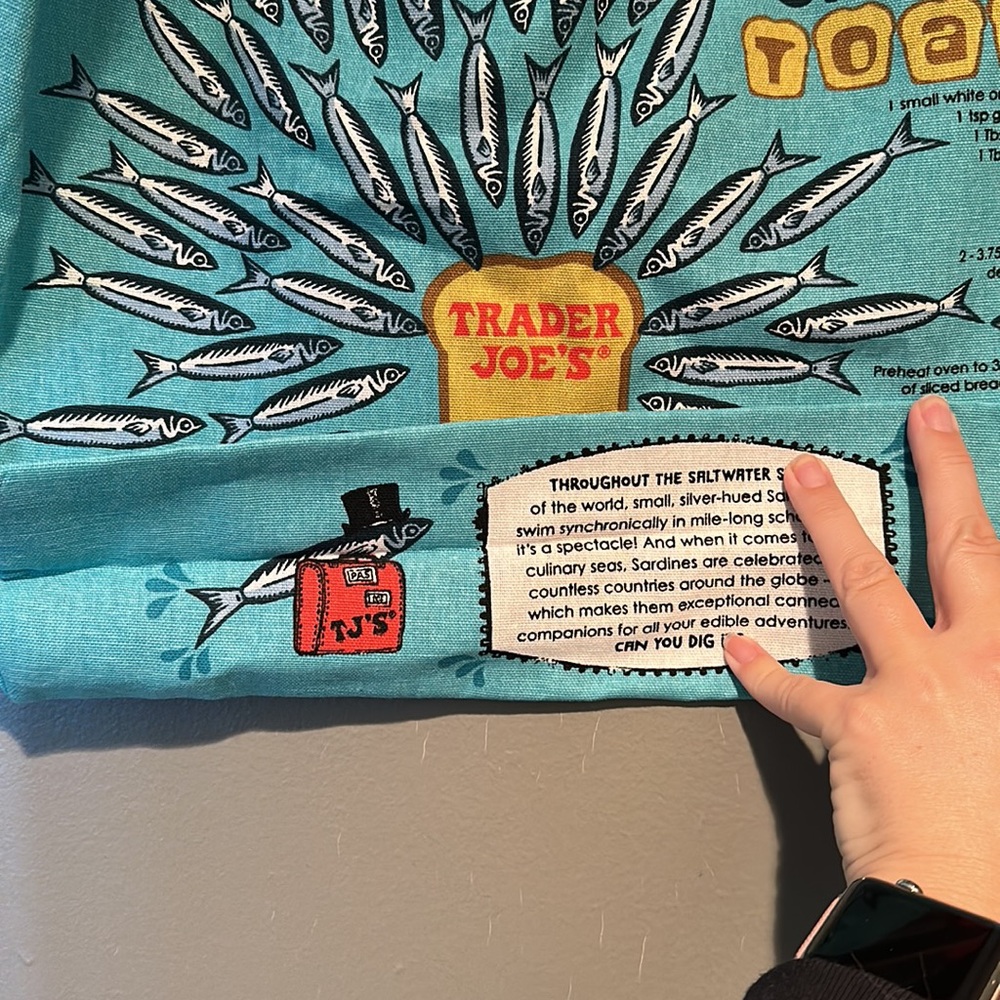 TOa
1 small white
1 tsp
1 Tb
1 Tp
2 - 3.75
TRADER
JOE'S®
Preheat oven to 3
of sliced brea
THROUGHOUT THE SALTWATER S
of the world, small, silver-hued Sa
swim synchronically in mile-long sch
it's a spectacle! And when it comes t
culinary seas, Sardines are celebrated
countless countries around the globe –
which makes them exceptional canned
companions for all your edible adventures.
CAN YOU DIG
TJ'S®